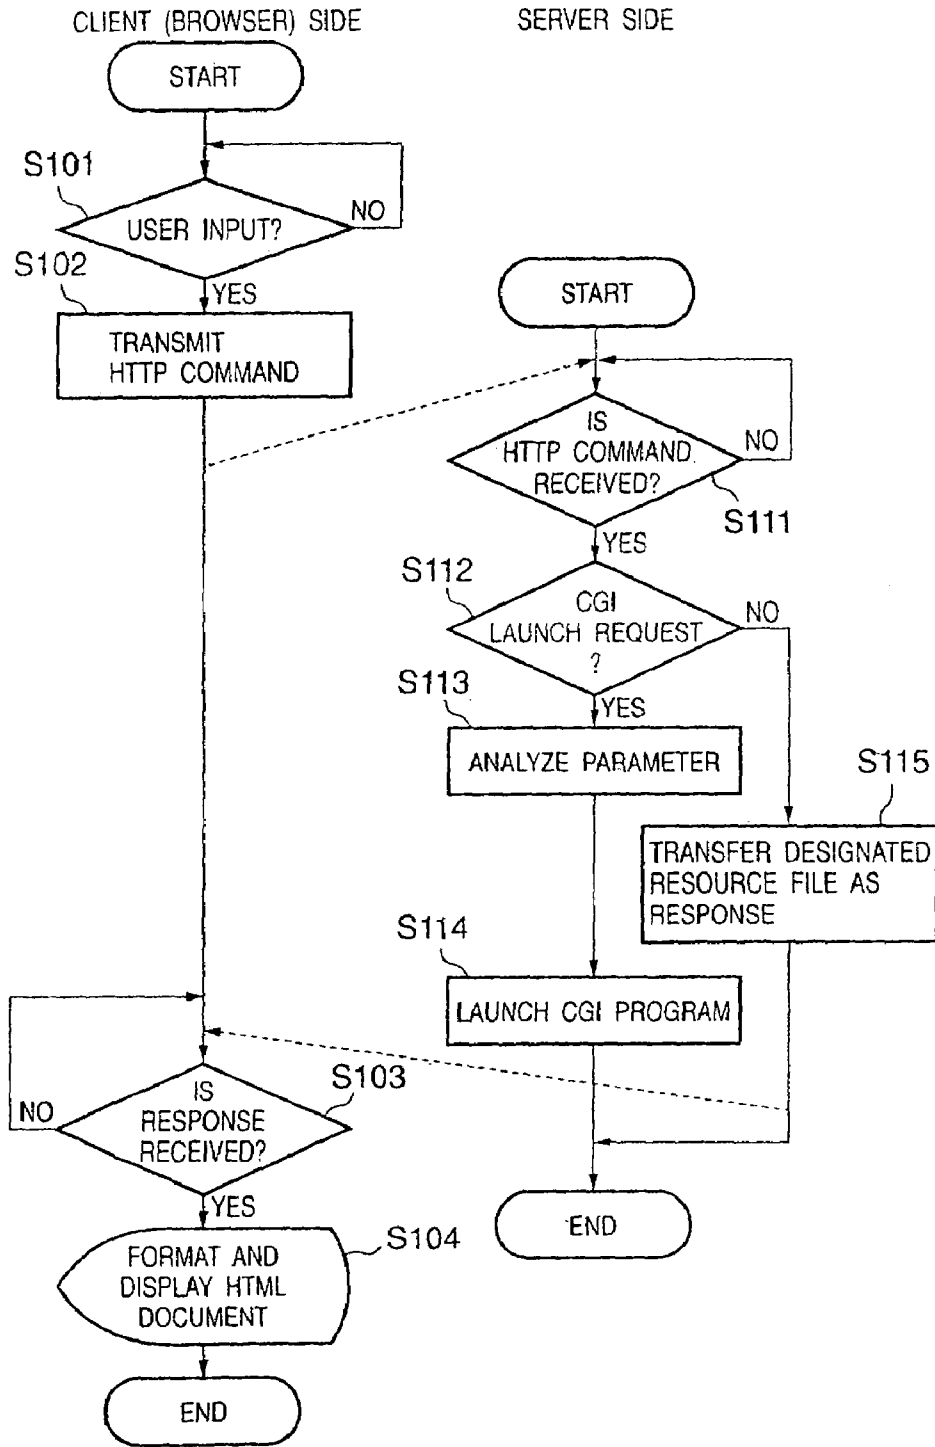 CLIENT (BROWSER) SIDE
START
S101
USER INPUT?
NO
S102
YES
TRANSMIT
HTTP COMMAND
NO
IS
RESPONSE
RECEIVED?
S103
YES
FORMAT AND
DISPLAY HTML
DOCUMENT
S104
END
SERVER SIDE
START
IS
HTTP COMMAND
RECEIVED?
NO
S111
YES
S112
CGI
LAUNCH REQUEST
?
NO
S113
YES
ANALYZE PARAMETER
S115
TRANSFER DESIGNATED
RESOURCE FILE AS
RESPONSE
S114
LAUNCH CGI PROGRAM
END